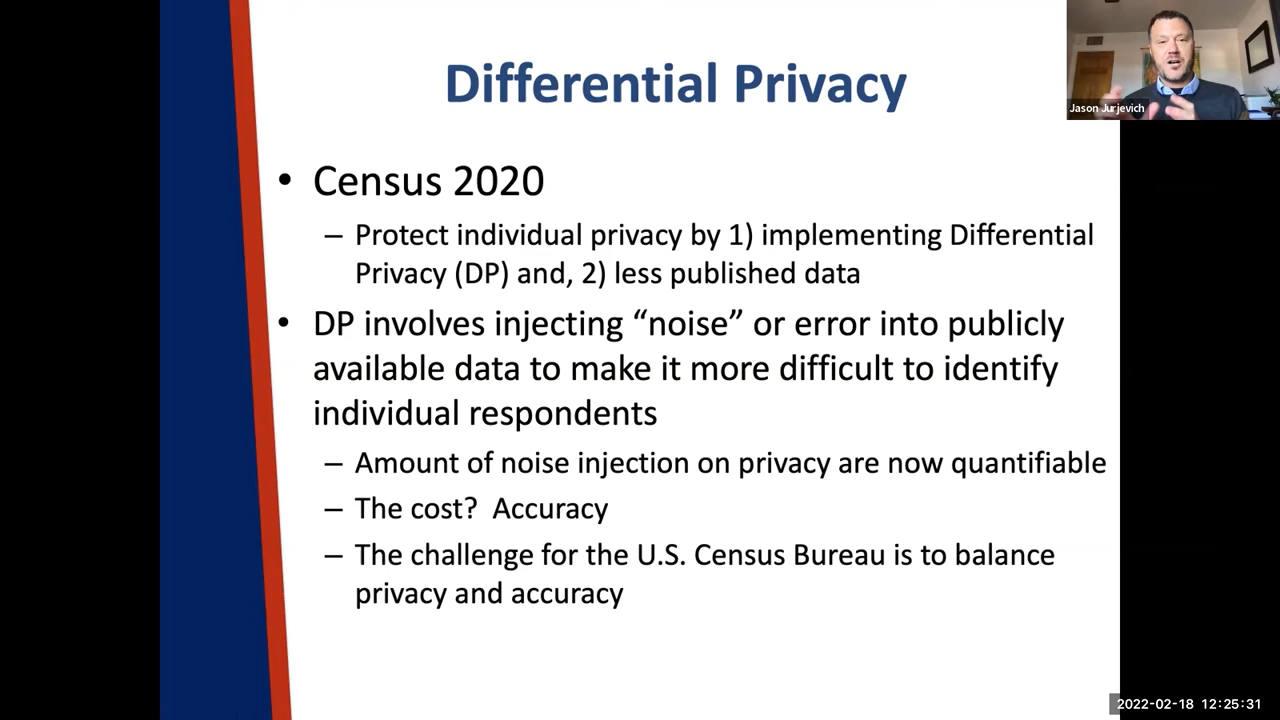 Differential Privacy
• Census 2020
– Protect individual privacy by 1) implementing Differential
Privacy (DP) and, 2) less published data
• DP involves injecting “noise” or error into publicly
available data to make it more difficult to identify
individual respondents
– Amount of noise injection on privacy are now quantifiable
– The cost?  Accuracy
– The challenge for the U.S. Census Bureau is to balance
privacy and accuracy
Jason Jurjevich
2022-02-18 12:25:31